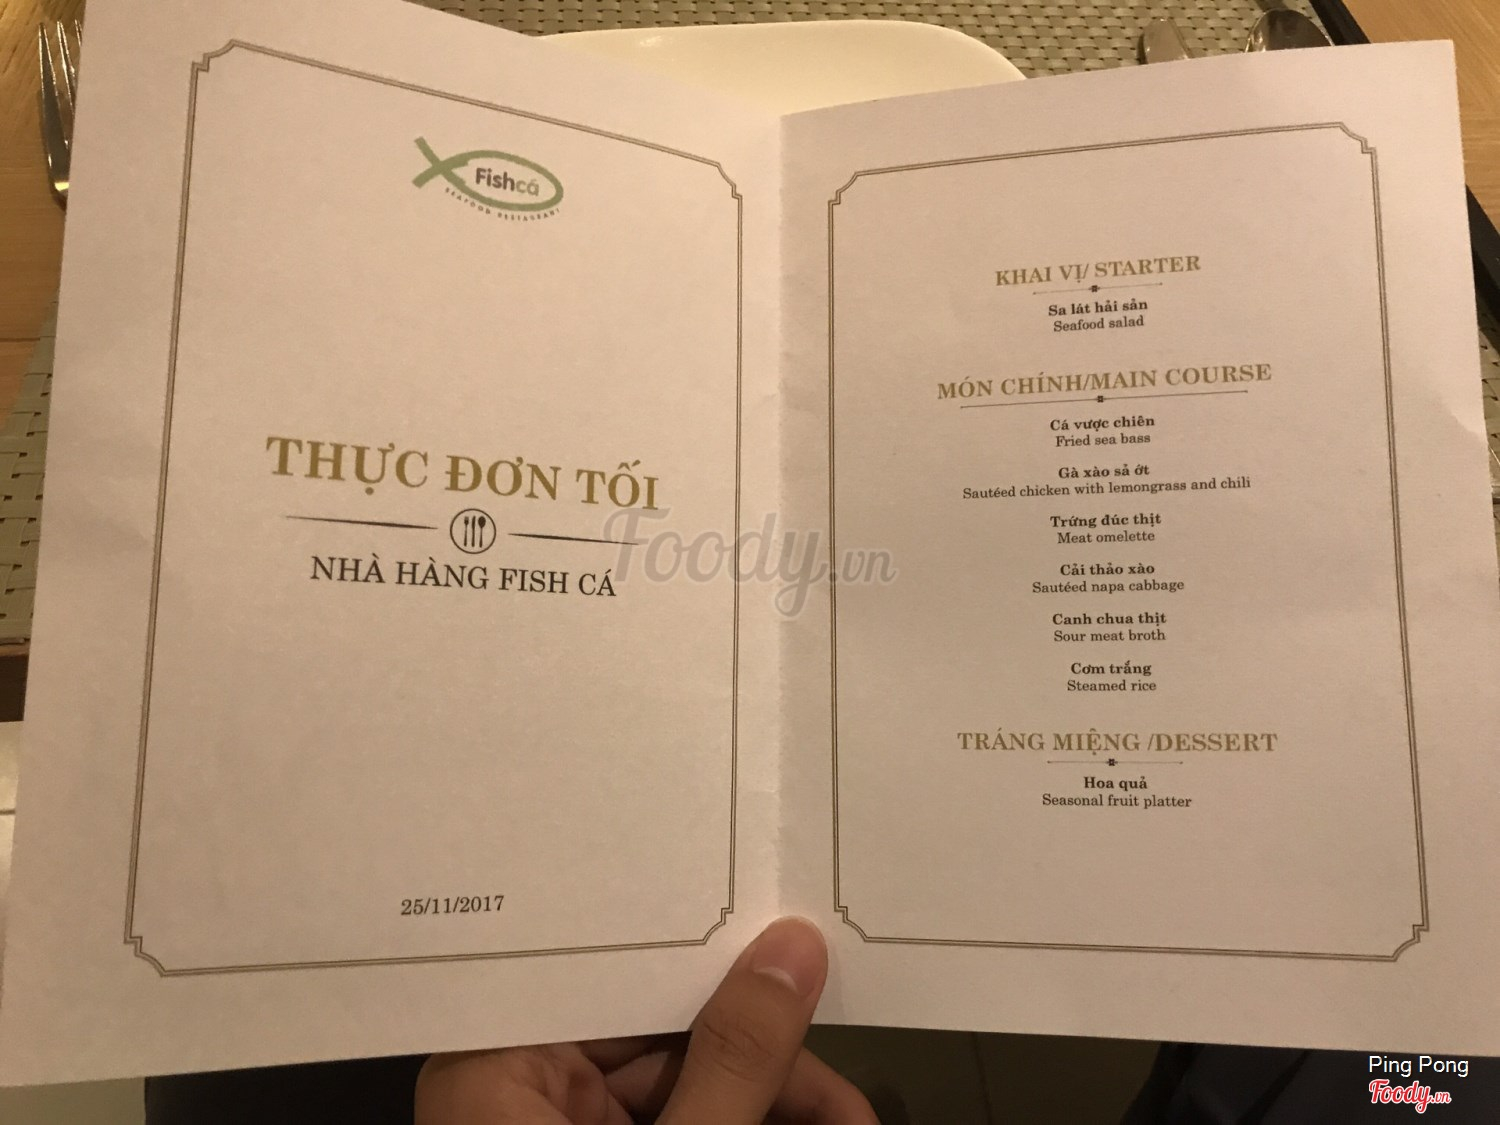 Fishcá
SEAFOOD RESTAURANT
THỰC ĐƠN TỐI
NHÀ HÀNG FISH CÁ
25/11/2017
KHAI VỊ/ STARTER
Sa lát hải sản
Seafood salad
MÓN CHÍNH/MAIN COURSE
Cá vược chiên
Fried sea bass
Gà xào sả ớt
Sautéed chicken with lemongrass and chili
Trứng đúc thịt
Meat omelette
Cải thảo xào
Sautéed napa cabbage
Canh chua thịt
Sour meat broth
Cơm trắng
Steamed rice
TRÁNG MIỆNG /DESSERT
Hoa quả
Seasonal fruit platter
Foody.vn
Ping Pong
Foody.vn